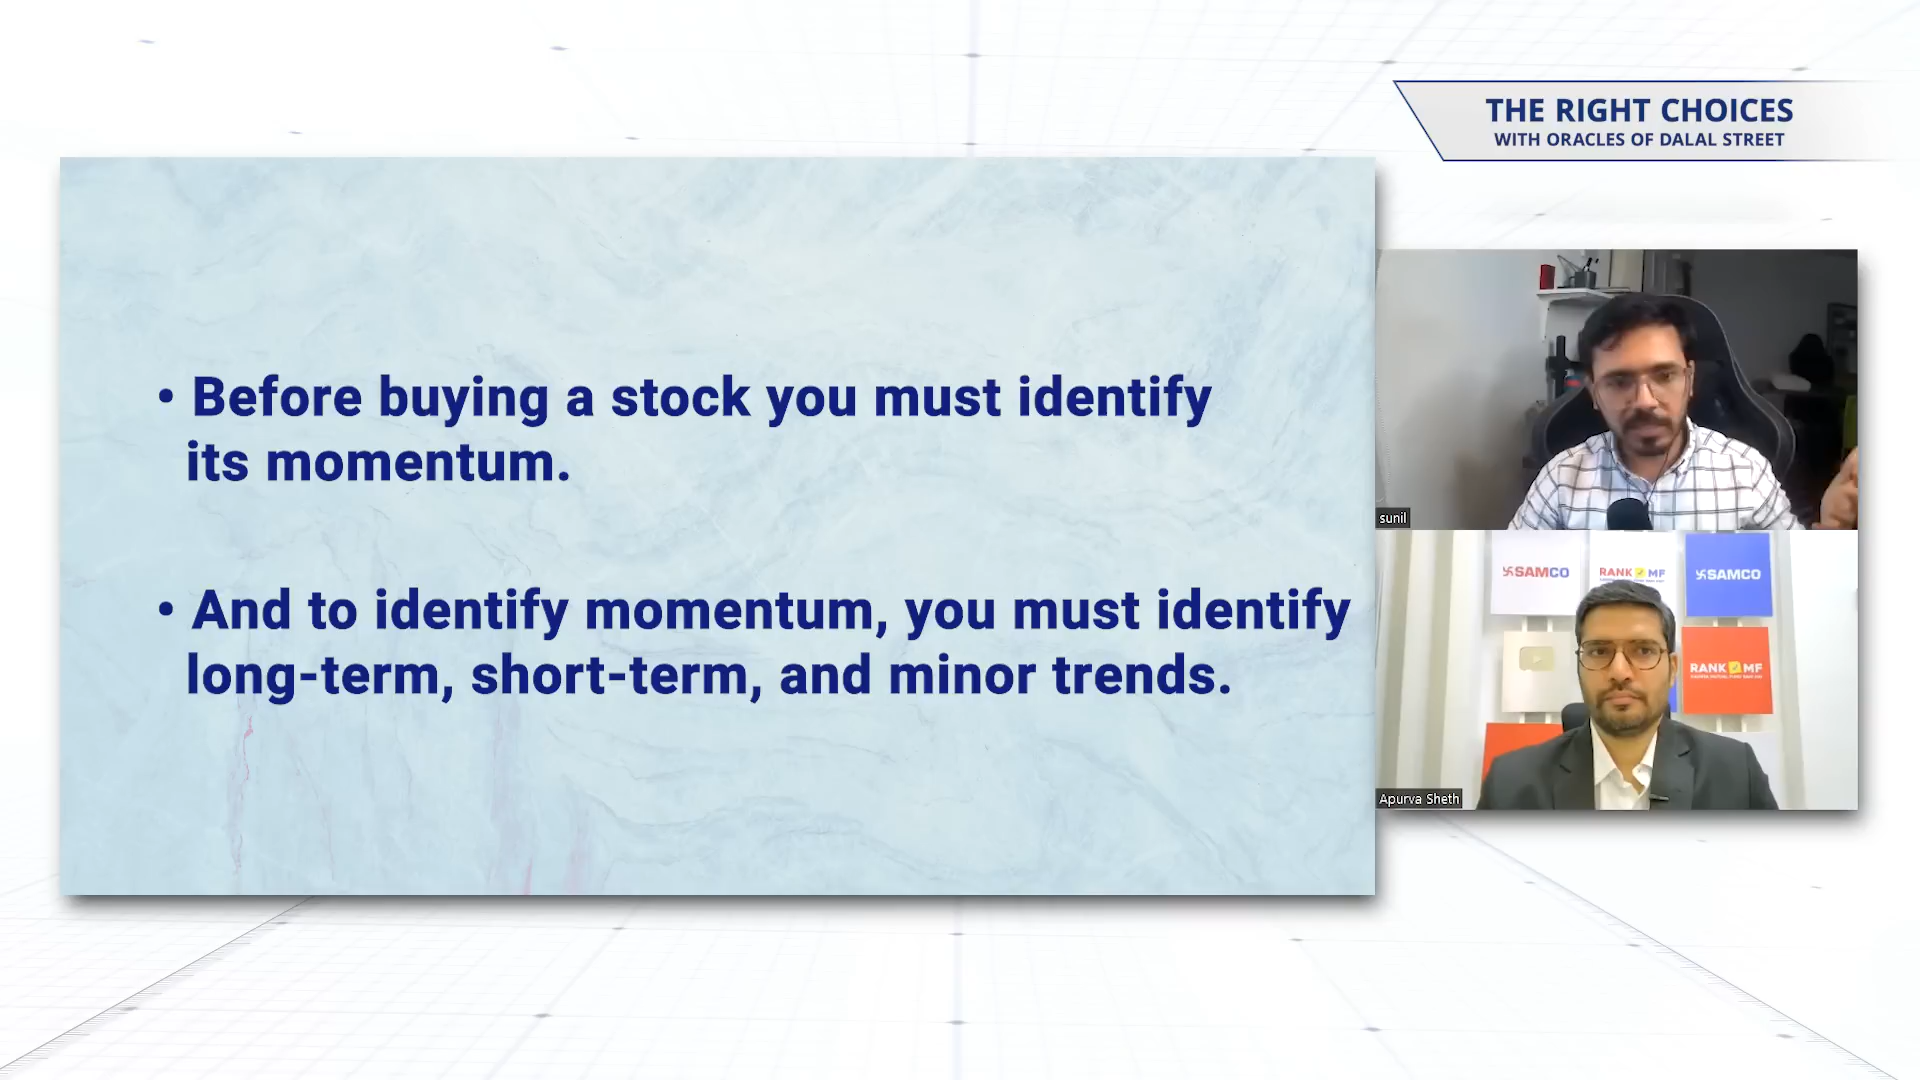 THE RIGHT CHOICES
WITH ORACLES OF DALAL STREET
• Before buying a stock you must identify
its momentum.
• And to identify momentum, you must identify
long-term, short-term, and minor trends.
sunil
SAMCO
RANK MF
SAMCO
RANK MF
Apurva Sheth